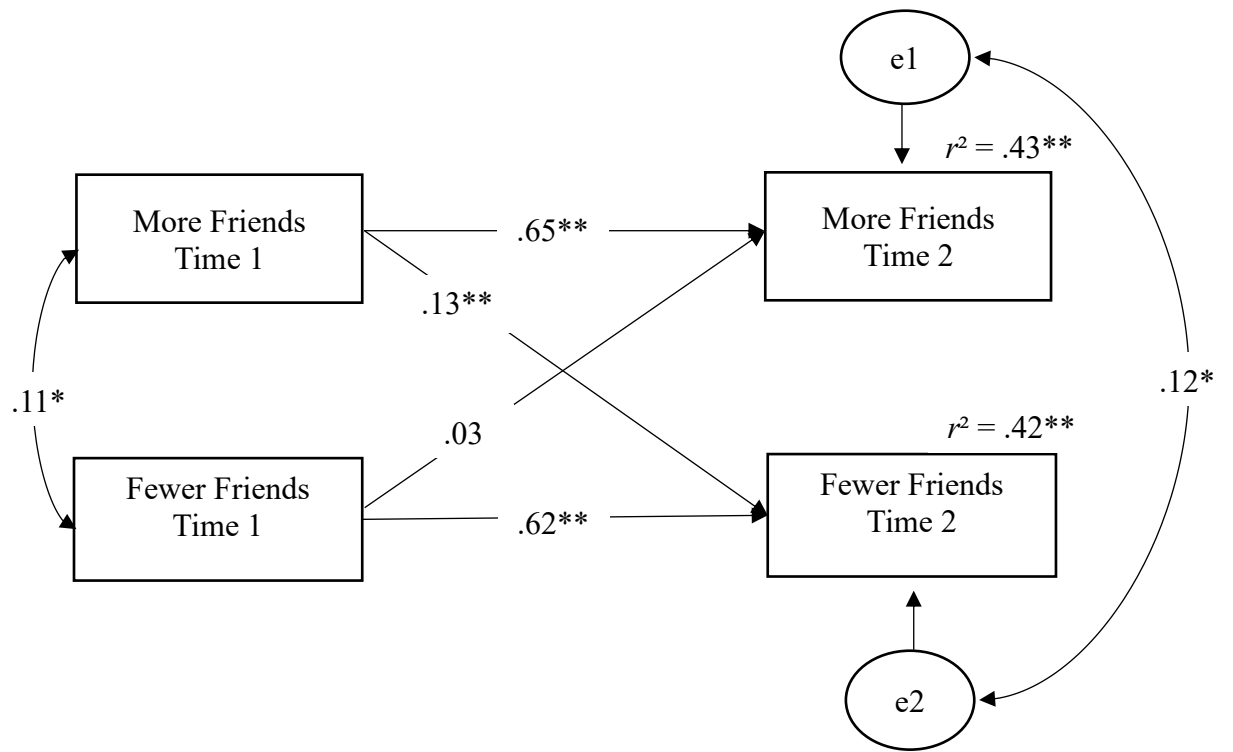 e1
r² = .43**
More Friends
Time 1
.65**
More Friends
Time 2
.13**
.11*
.12*
.03
r² = .42**
Fewer Friends
Time 1
.62**
Fewer Friends
Time 2
e2